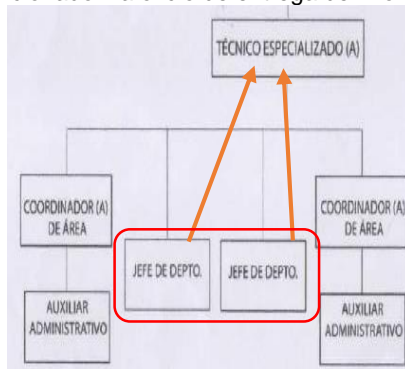 TÉCNICO ESPECIALIZADO (A)
COORDINADOR (A)
DE ÁREA
JEFE DE DEPTO.
JEFE DE DEPTO.
COORDINADOR (A)
DE ÁREA
AUXILIAR
ADMINISTRATIVO
AUXILIAR
ADMINISTRATIVO